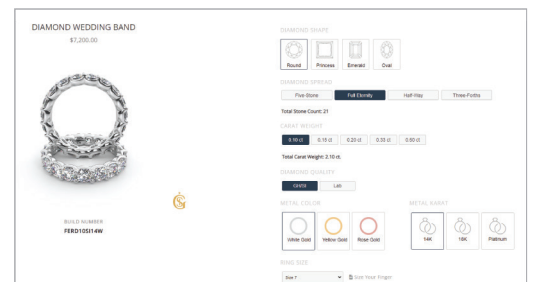 DIAMOND WEDDING BAND
$7,200.00
BUILD NUMBER
FERD10SI14W
DIAMOND SHAPE
Round Princess Emerald Oval
DIAMOND SPREAD
Five-Stone Full Eternity Half-Way Three-Forths
Total Stone Count: 21
CARAT WEIGHT
0.10 ct 0.15 ct 0.20 ct 0.33 ct 0.50 ct
Total Carat Weight: 2.10 ct.
DIAMOND QUALITY
GH/SI
METAL COLOR
White Gold Yellow Gold Rose Gold
METAL KARAT
14K 18K Platinum
RING SIZE
Size 7 Size Your Finger